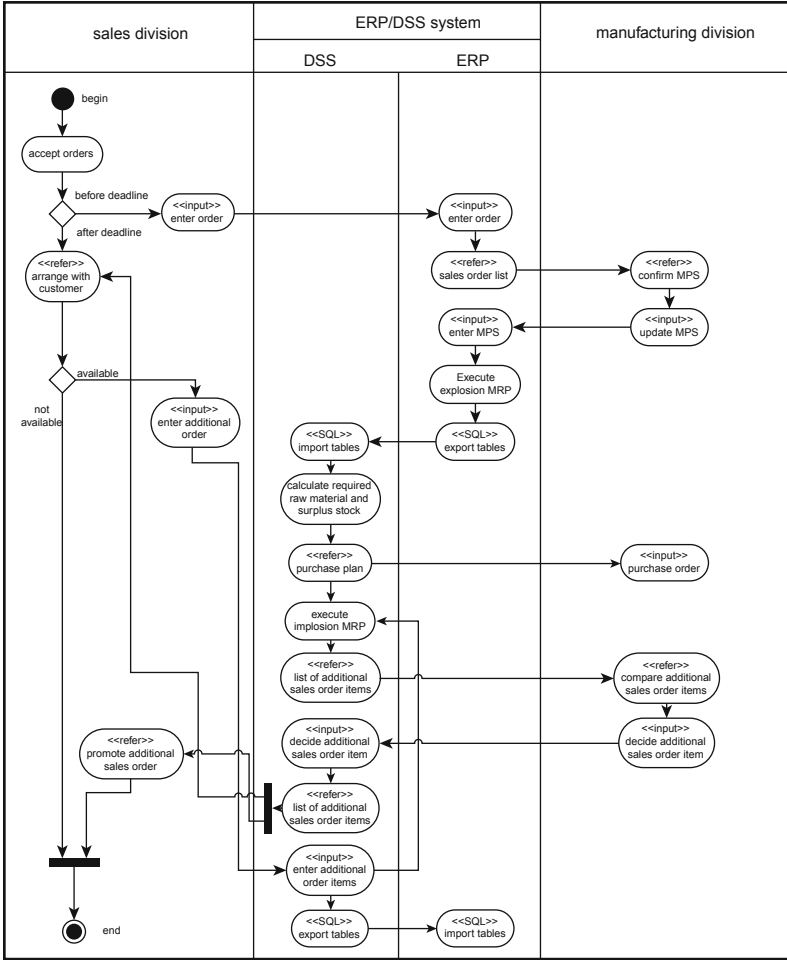 sales division
ERP/DSS system
manufacturing division
DSS
ERP
begin
accept orders
before deadline
after deadline
<<input>>
enter order
<<input>>
enter order
<<refer>>
arrange with
customer
<<refer>>
sales order list
<<refer>>
confirm MPS
<<input>>
enter MPS
<<input>>
update MPS
available
not
available
Execute
explosion MRP
<<input>>
enter additional
order
<<SQL>>
import tables
<<SQL>>
export tables
calculate required
raw material and
surplus stock
<<refer>>
purchase plan
<<input>>
purchase order
execute
implosion MRP
<<refer>>
list of additional
sales order items
<<refer>>
compare additional
sales order items
<<refer>>
promote additional
sales order
<<input>>
decide additional
sales order item
<<input>>
decide additional
sales order item
<<refer>>
list of additional
sales order items
<<input>>
enter additional
order items
end
<<SQL>>
export tables
<<SQL>>
import tables